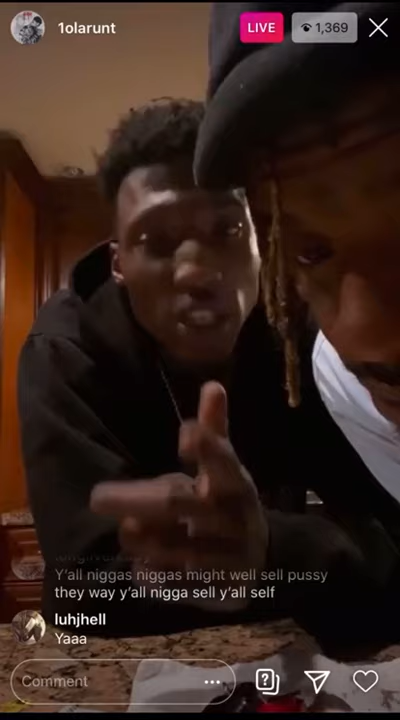 1olarunt
LIVE
1,369
Y'all niggas niggas might well sell pussy
they way y'all nigga sell y'all self
luhjhell
Yaaa
Comment